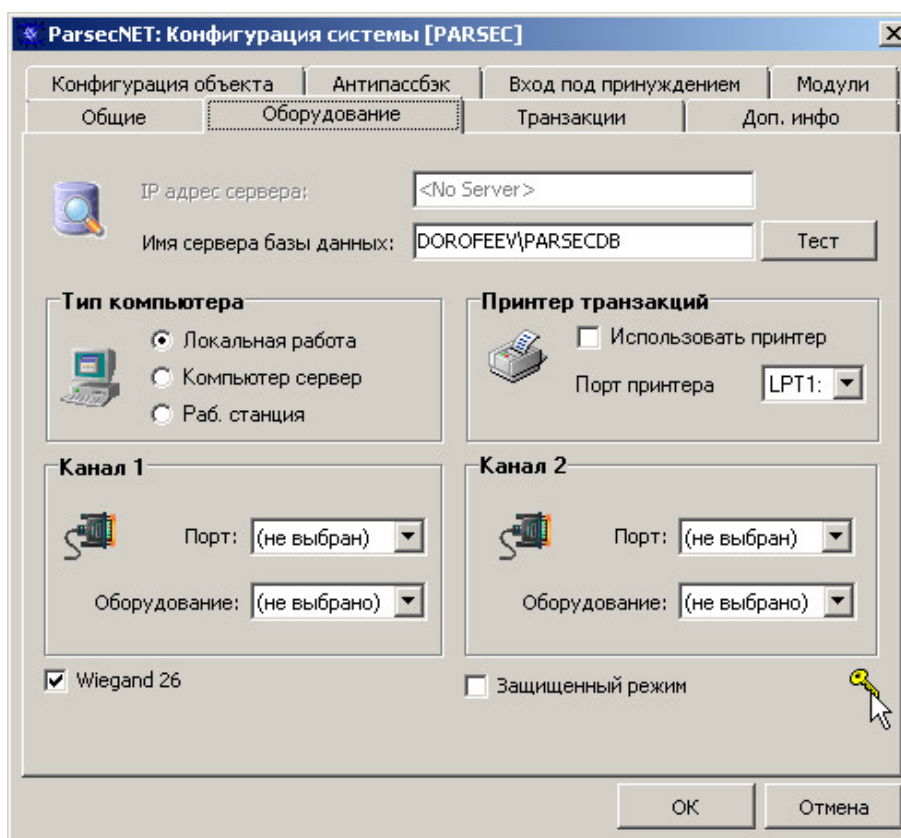 ParsecNET: Конфигурация системы [PARSEC]
Конфигурация объекта Антипассбэк Вход под принуждением Модули
Общие Оборудование Транзакции Доп. инфо
IP адрес сервера: <No Server>
Имя сервера базы данных: DOROFEEV\PARSECDB Тест
Тип компьютера
Локальная работа
Компьютер сервер
Раб. станция
Принтер транзакций
Использовать принтер
Порт принтера LPT1:
Канал 1
Порт: (не выбран)
Оборудование: (не выбрано)
Канал 2
Порт: (не выбран)
Оборудование: (не выбрано)
Wiegand 26
Защищенный режим
ОК Отмена